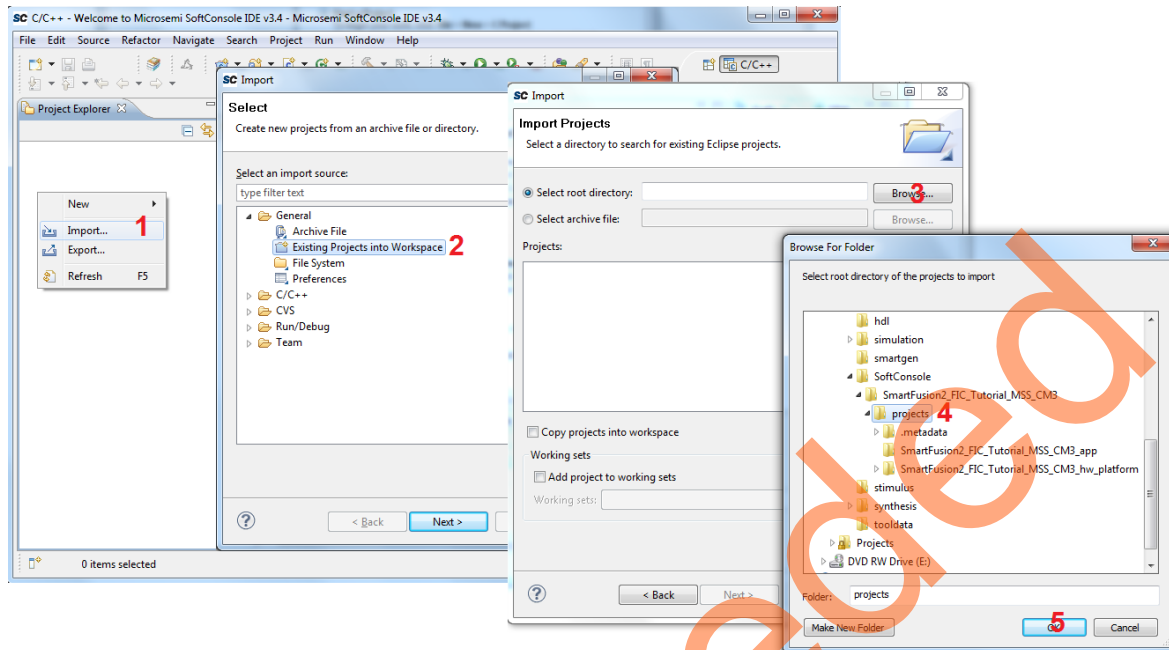 SC C/C++ - Welcome to Microsemi SoftConsole IDE v3.4 - Microsemi SoftConsole IDE v3.4
File Edit Source Refactor Navigate Search Project Run Window Help
C/C++
Project Explorer
New
Import...
1
Export...
Refresh F5
0 items selected
SC Import
Select
Create new projects from an archive file or directory.
Select an import source:
type filter text
General
Archive File
Existing Projects into Workspace
2
File System
Preferences
C/C++
CVS
Run/Debug
Team
< Back Next >
SC Import
Import Projects
Select a directory to search for existing Eclipse projects.
Select root directory: Browse...
3
Select archive file: Browse...
Projects:
Copy projects into workspace
Working sets
Add project to working sets
Working sets:
< Back Next >
Browse For Folder
Select root directory of the projects to import
hdl
simulation
smartgen
SoftConsole
SmartFusion2_FIC_Tutorial_MSS_CM3
projects
4
.metadata
SmartFusion2_FIC_Tutorial_MSS_CM3_app
SmartFusion2_FIC_Tutorial_MSS_CM3_hw_platform
stimulus
synthesis
tooldata
Projects
DVD RW Drive (E:)
Folder: projects
Make New Folder OK Cancel
5